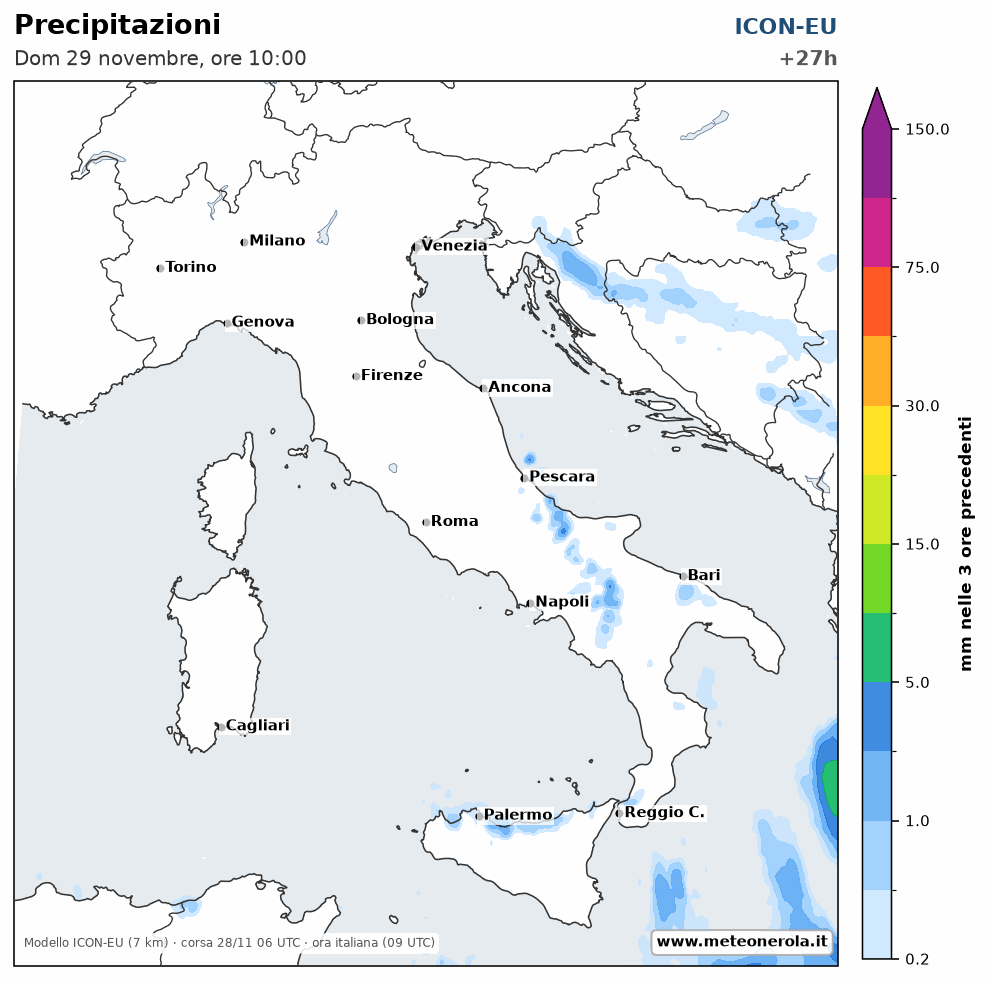 Precipitazioni
ICON-EU
Dom 29 novembre, ore 10:00
+27h
150.0
Milano
Venezia
Torino
75.0
Genova
Bologna
Firenze
Ancona
30.0
Pescara
Roma
15.0
Bari
Napoli
mm nelle 3 ore precedenti
5.0
Cagliari
Palermo
Reggio C.
1.0
Modello ICON-EU (7 km) · corsa 28/11 06 UTC · ora italiana (09 UTC)
www.meteonerola.it
0.2